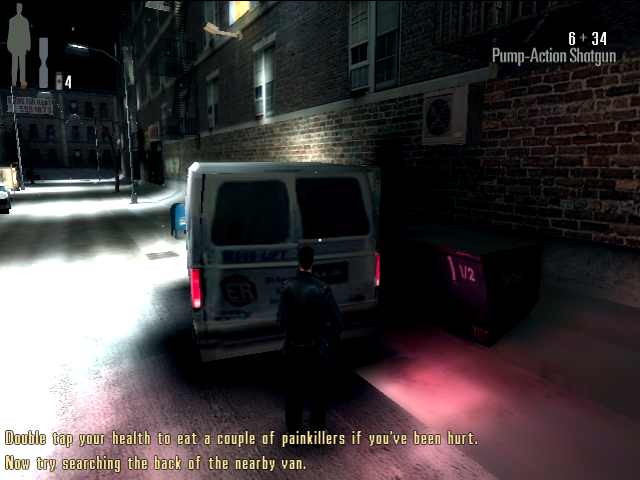 6 + 34
Pump-Action Shotgun
4
1 1/2
ER
Double tap your health to eat a couple of painkillers if you've been hurt.
Now try searching the back of the nearby van.